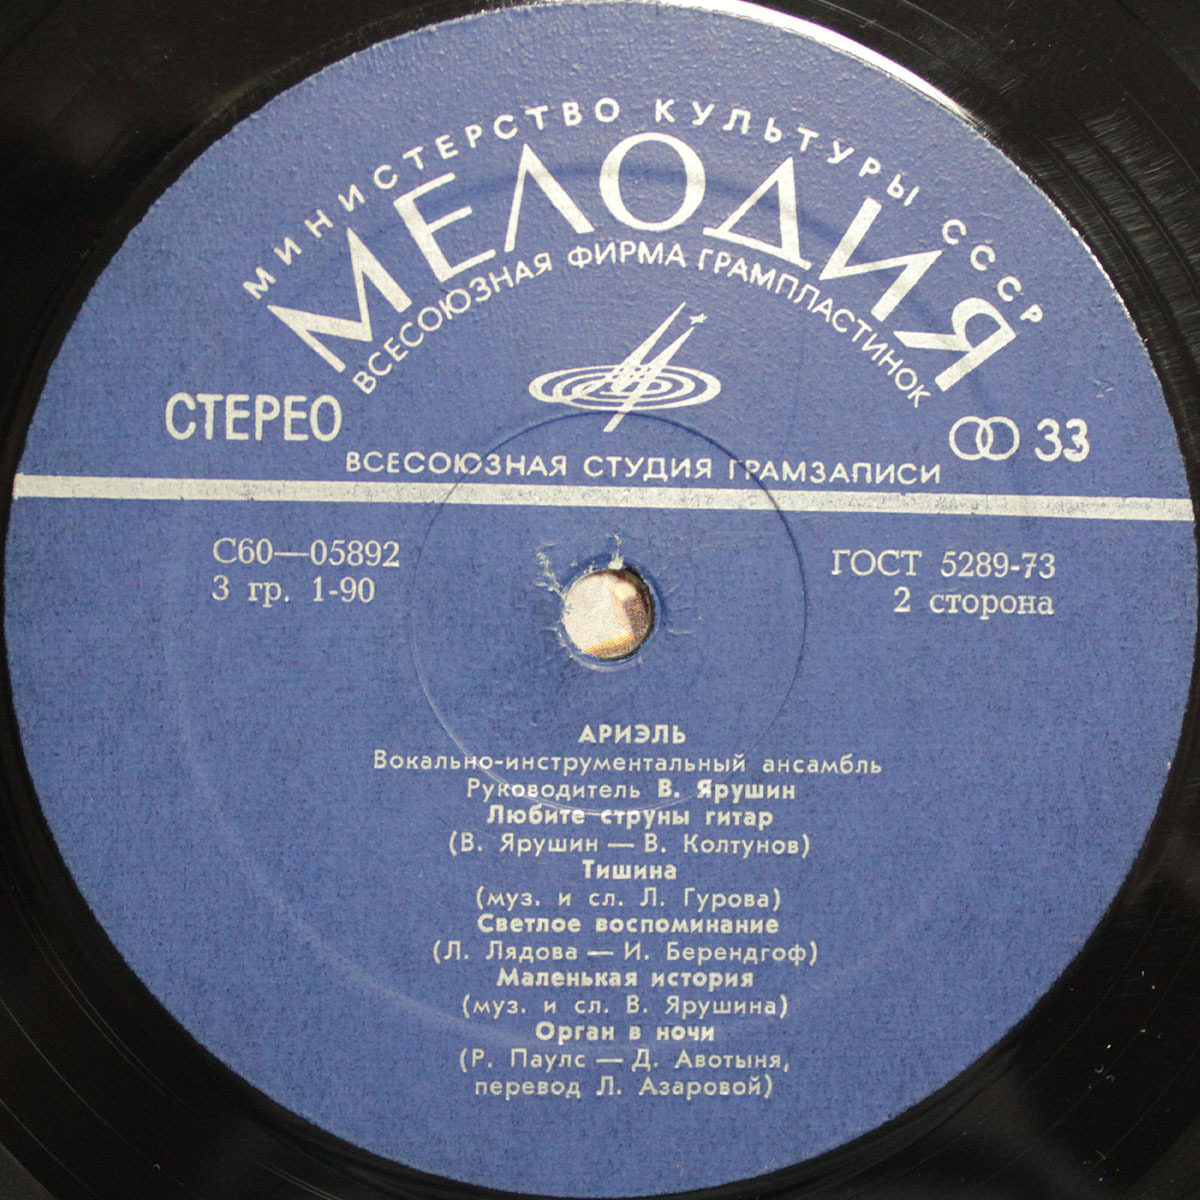 МИНИСТЕРСТВО КУЛЬТУРЫ СССР
МЕЛОДИЯ
ВСЕСОЮЗНАЯ ФИРМА ГРАМПЛАСТИНОК
СТЕРЕО
33
ВСЕСОЮЗНАЯ СТУДИЯ ГРАМЗАПИСИ
С60—05892
3 гр. 1-90
ГОСТ 5289-73
2 сторона
АРИЭЛЬ
Вокально-инструментальный ансамбль
Руководитель В. Ярушин
Любите струны гитар
(В. Ярушин — В. Колтунов)
Тишина
(муз. и сл. Л. Гурова)
Светлое воспоминание
(Л. Лядова — И. Берендгоф)
Маленькая история
(муз. и сл. В. Ярушина)
Орган в ночи
(Р. Паулс — Д. Авотыня,
перевод Л. Азаровой)